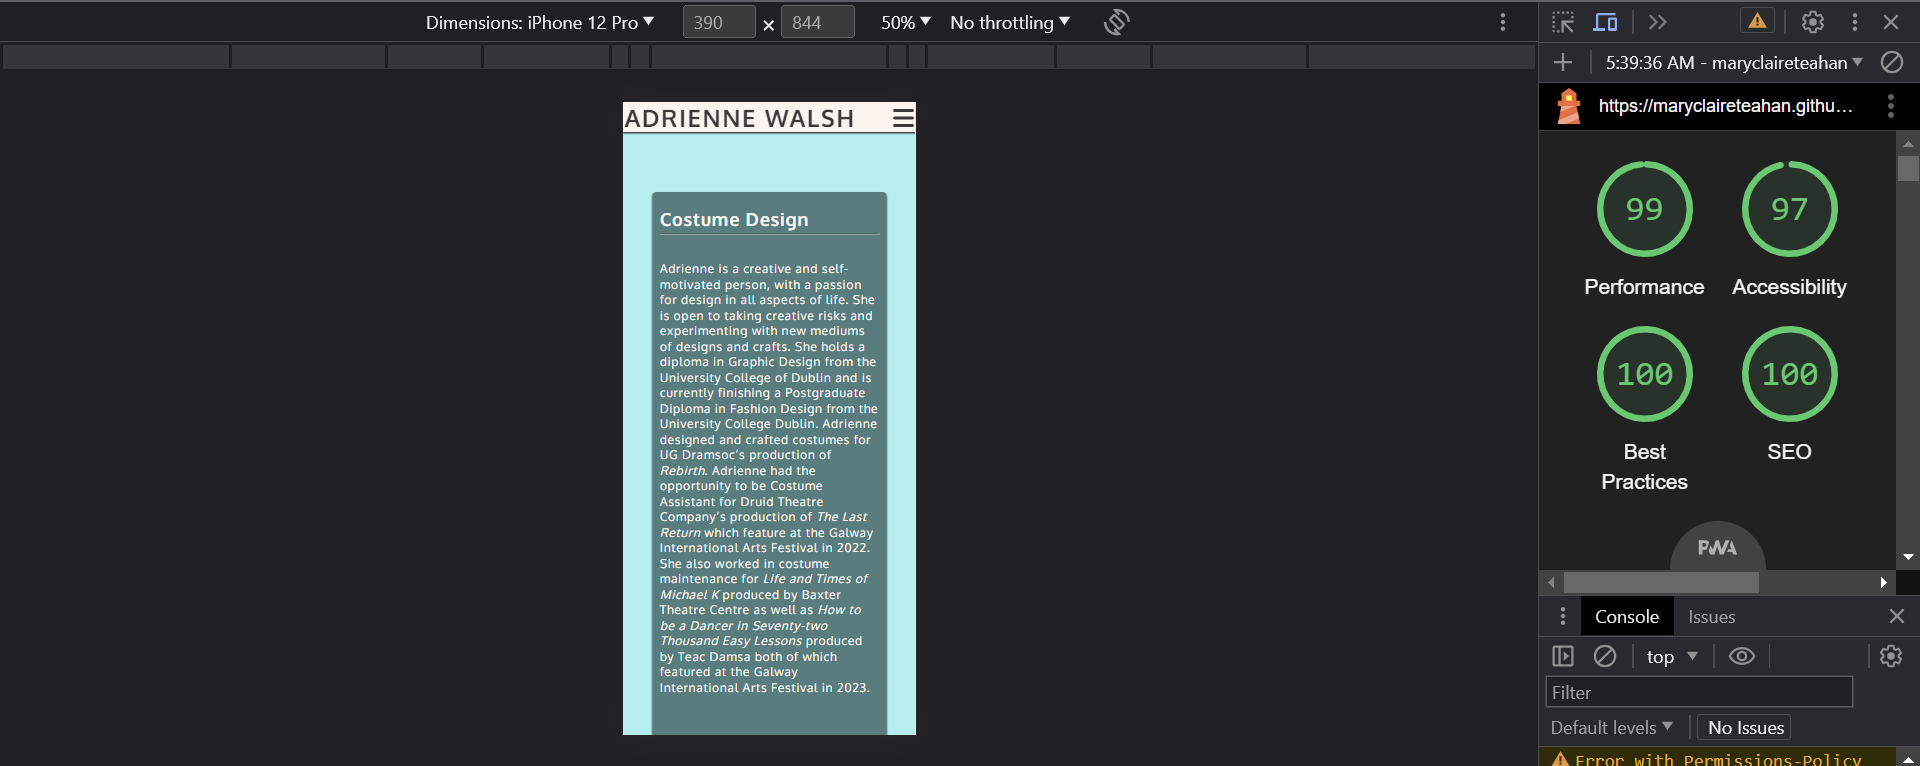 Dimensions: iPhone 12 Pro 390 × 844 50% No throttling
5:39:36 AM - maryclaireteahan
https://maryclaireteahan.githu...
ADRIENNE WALSH
Costume Design
Adrienne is a creative and self-
motivated person, with a passion
for design in all aspects of life. She
is open to taking creative risks and
experimenting with new mediums
of designs and crafts. She holds a
diploma in Graphic Design from the
University College of Dublin and is
currently finishing a Postgraduate
Diploma in Fashion Design from the
University College Dublin. Adrienne
designed and crafted costumes for
UG Dramsoc's production of
Rebirth. Adrienne had the
opportunity to be Costume
Assistant for Druid Theatre
Company's production of The Last
Return which feature at the Galway
International Arts Festival in 2022.
She also worked in costume
maintenance for Life and Times of
Michael K produced by Baxter
Theatre Centre as well as How to
be a Dancer in Seventy-two
Thousand Easy Lessons produced
by Teac Damsa both of which
featured at the Galway
International Arts Festival in 2023.
99 97
Performance Accessibility
100 100
Best
Practices
SEO
PWA
Console Issues
top
Filter
Default levels No Issues
Error with Permissions-Policy